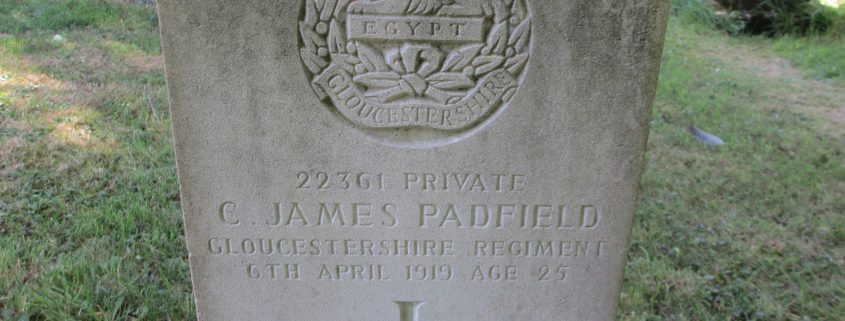 EGYPT
GLOUCESTERSHIRE
22361 PRIVATE
C. JAMES PADFIELD
GLOUCESTERSHIRE REGIMENT
6TH APRIL 1919 AGE 25